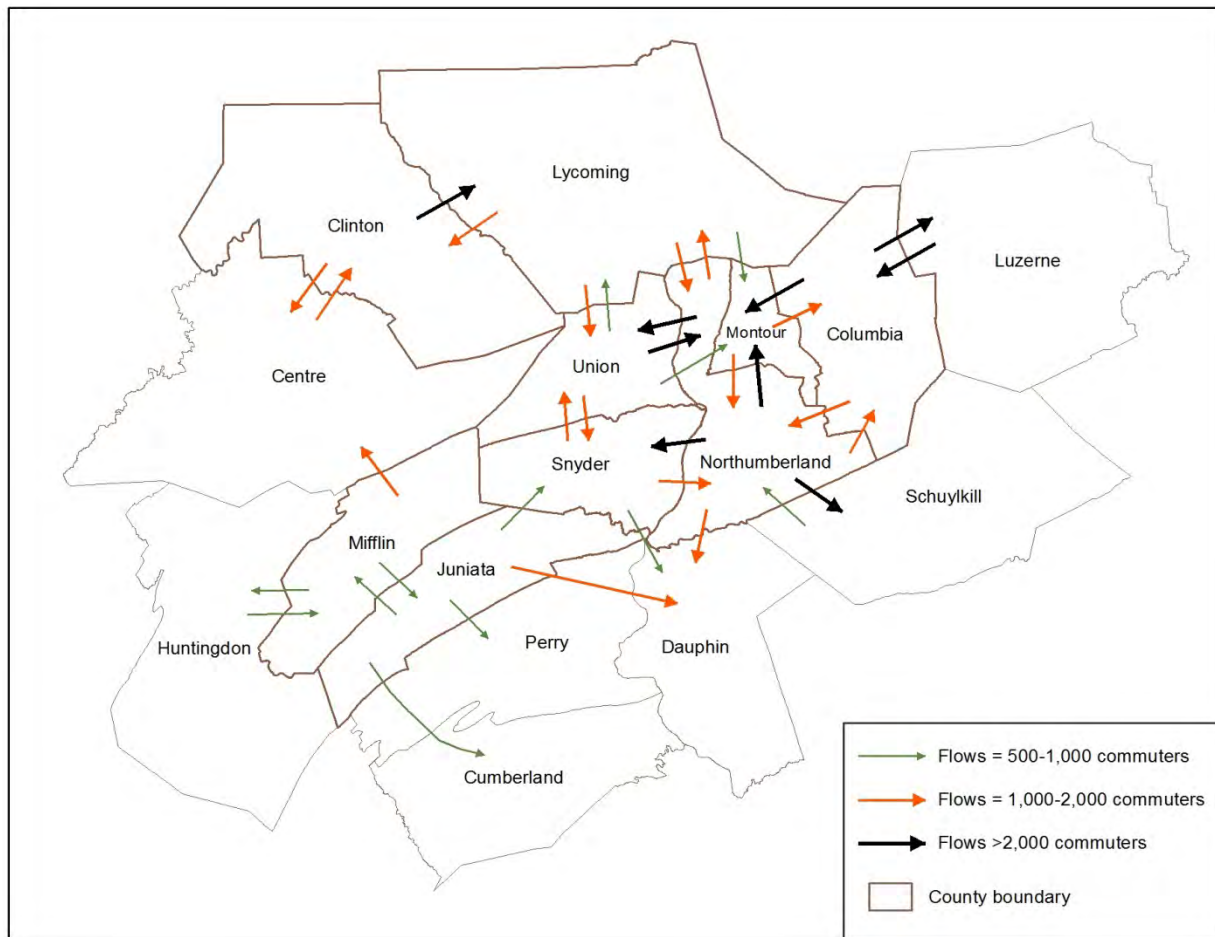 Lycoming
Clinton
Luzerne
Montour
Columbia
Union
Centre
Snyder
Northumberland
Schuylkill
Mifflin
Juniata
Huntingdon
Perry
Dauphin
Cumberland
Flows = 500-1,000 commuters
Flows = 1,000-2,000 commuters
Flows >2,000 commuters
County boundary